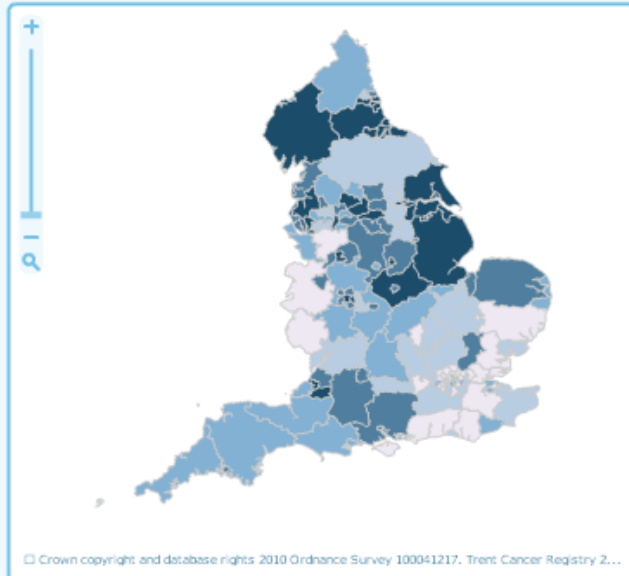 □ Crown copyright and database rights 2010 Ordnance Survey 100041217. Trent Cancer Registry 2...